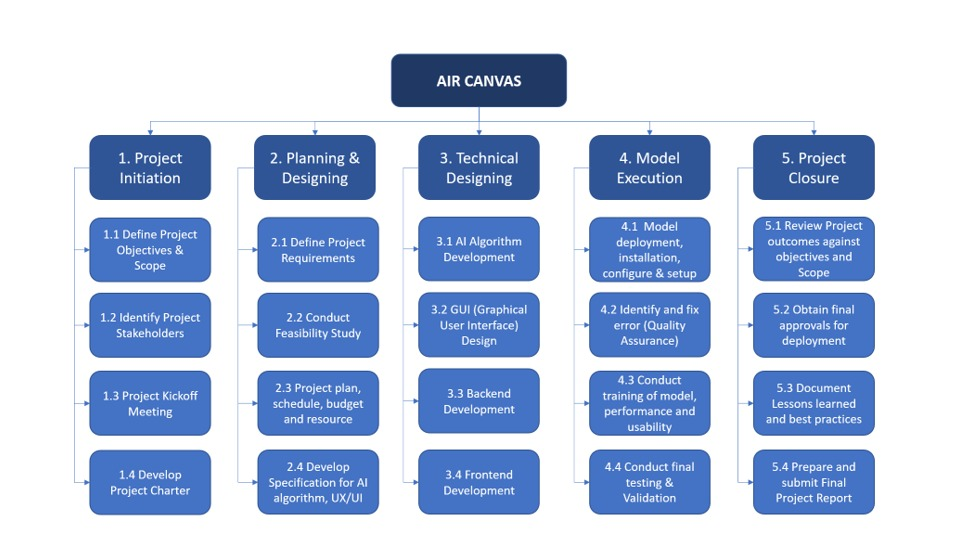 AIR CANVAS
1. Project
Initiation
2. Planning &
Designing
3. Technical
Designing
4. Model
Execution
5. Project
Closure
1.1 Define Project
Objectives &
Scope
2.1 Define Project
Requirements
3.1 AI Algorithm
Development
4.1 Model
deployment,
installation,
configure & setup
5.1 Review Project
outcomes against
objectives and
Scope
1.2 Identify Project
Stakeholders
2.2 Conduct
Feasibility Study
3.2 GUI (Graphical
User Interface)
Design
4.2 Identify and fix
error (Quality
Assurance)
5.2 Obtain final
approvals for
deployment
1.3 Project Kickoff
Meeting
2.3 Project plan,
schedule, budget
and resource
3.3 Backend
Development
4.3 Conduct
training of model,
performance and
usability
5.3 Document
Lessons learned
and best practices
1.4 Develop
Project Charter
2.4 Develop
Specification for AI
algorithm, UX/UI
3.4 Frontend
Development
4.4 Conduct final
testing &
Validation
5.4 Prepare and
submit Final
Project Report